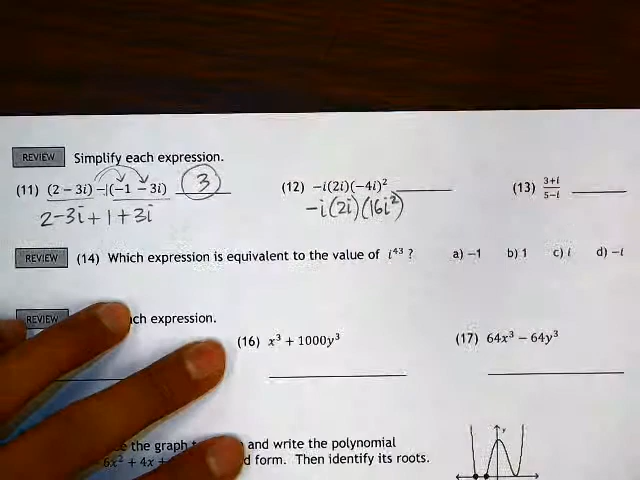 REVIEW Simplify each expression.
(11) (2 − 3i) −1(−1 − 3i) 3 (12) −i(2i)(−4i)² (13) 3+i/5−i
2-3i+1+3i -i(2i)(16i²)
REVIEW (14) Which expression is equivalent to the value of i⁴³ ? a) −1 b) 1 c) i d) −i
REVIEW ch expression.
(16) x³ + 1000y³ (17) 64x³ − 64y³
the graph and write the polynomial
6x² + 4x + d form. Then identify its roots.
y